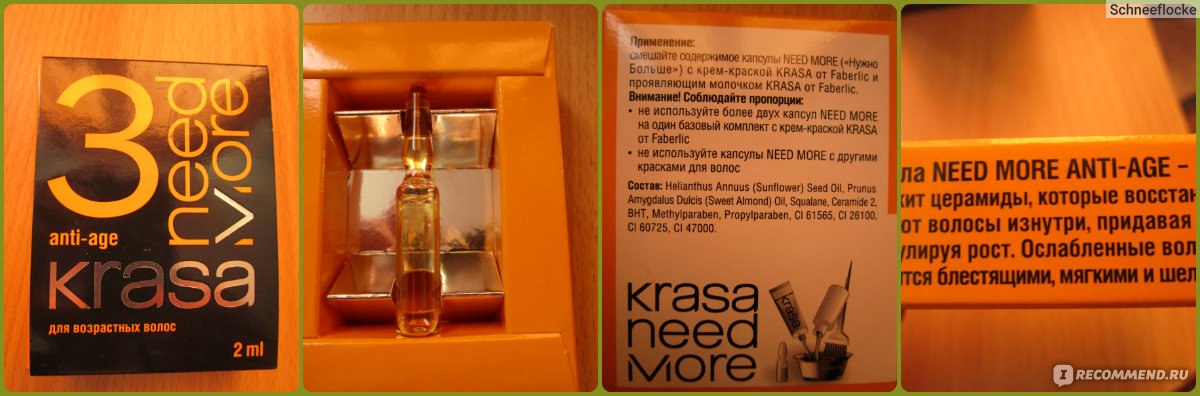 3
need
More
anti-age
Krasa
для возрастных волос
2 ml
Применение:
смешайте содержимое капсулы NEED MORE («Нужно
Больше») с крем-краской KRASA от Faberlic и
проявляющим молочком KRASA от Faberlic.
Внимание! Соблюдайте пропорции:
• не используйте более двух капсул NEED MORE
на один базовый комплект с крем-краской KRASA
от Faberlic
• не используйте капсулы NEED MORE с другими
красками для волос
Состав: Helianthus Annuus (Sunflower) Seed Oil, Prunus
Amygdalus Dulcis (Sweet Almond) Oil, Squalane, Ceramide 2,
BHT, Methylparaben, Propylparaben, CI 61565, CI 26100,
CI 60725, CI 47000.
Krasa
need
More
krasa
Schneeflocke
ла NEED MORE ANTI-AGE –
жит церамиды, которые восстан
ют волосы изнутри, придавая
улируя рост. Ослабленные вол
ятся блестящими, мягкими и шел
IRECOMMEND.RU